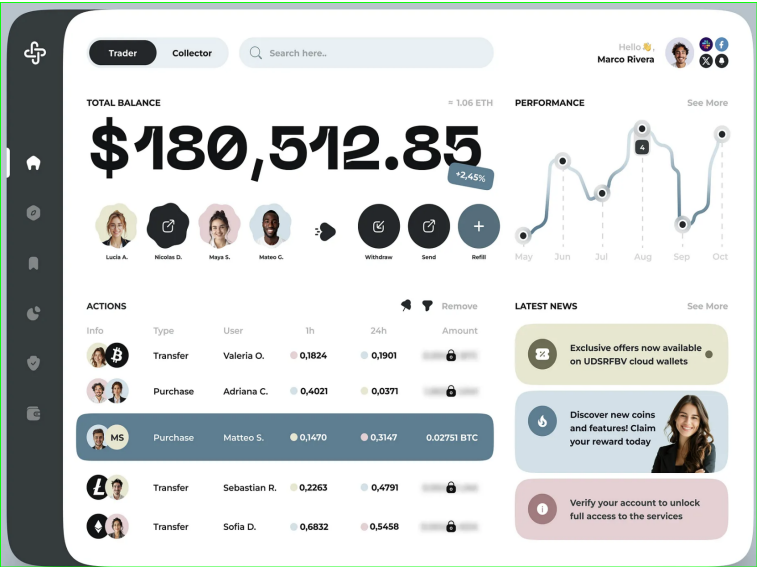 Trader
Collector
Search here..
Hello👋,
Marco Rivera
TOTAL BALANCE
≈ 1.06 ETH
$180,512.85
+2,45%
Lucia A.
Nicolas D.
Maya S.
Mateo G.
Withdraw
Send
Refill
PERFORMANCE
See More
4
May Jun Jul Aug Sep Oct
ACTIONS
Remove
Info Type User 1h 24h Amount
Transfer Valeria O. 0,1824 0,1901
Purchase Adriana C. 0,4021 0,0371
MS Purchase Matteo S. 0,1470 0,3147 0.02751 BTC
Transfer Sebastian R. 0,2263 0,4791
Transfer Sofia D. 0,6832 0,5458
LATEST NEWS
See More
Exclusive offers now available
on UDSRFBV cloud wallets
Discover new coins
and features! Claim
your reward today
Verify your account to unlock
full access to the services